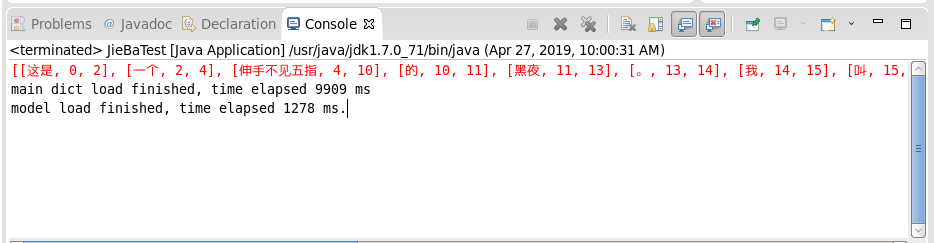 Problems @ Javadoc Declaration Console
<terminated> JieBaTest [Java Application] /usr/java/jdk1.7.0_71/bin/java (Apr 27, 2019, 10:00:31 AM)
[[这是, 0, 2], [一个, 2, 4], [伸手不见五指, 4, 10], [的, 10, 11], [黑夜, 11, 13], [。, 13, 14], [我, 14, 15], [叫, 15,
main dict load finished, time elapsed 9909 ms
model load finished, time elapsed 1278 ms.